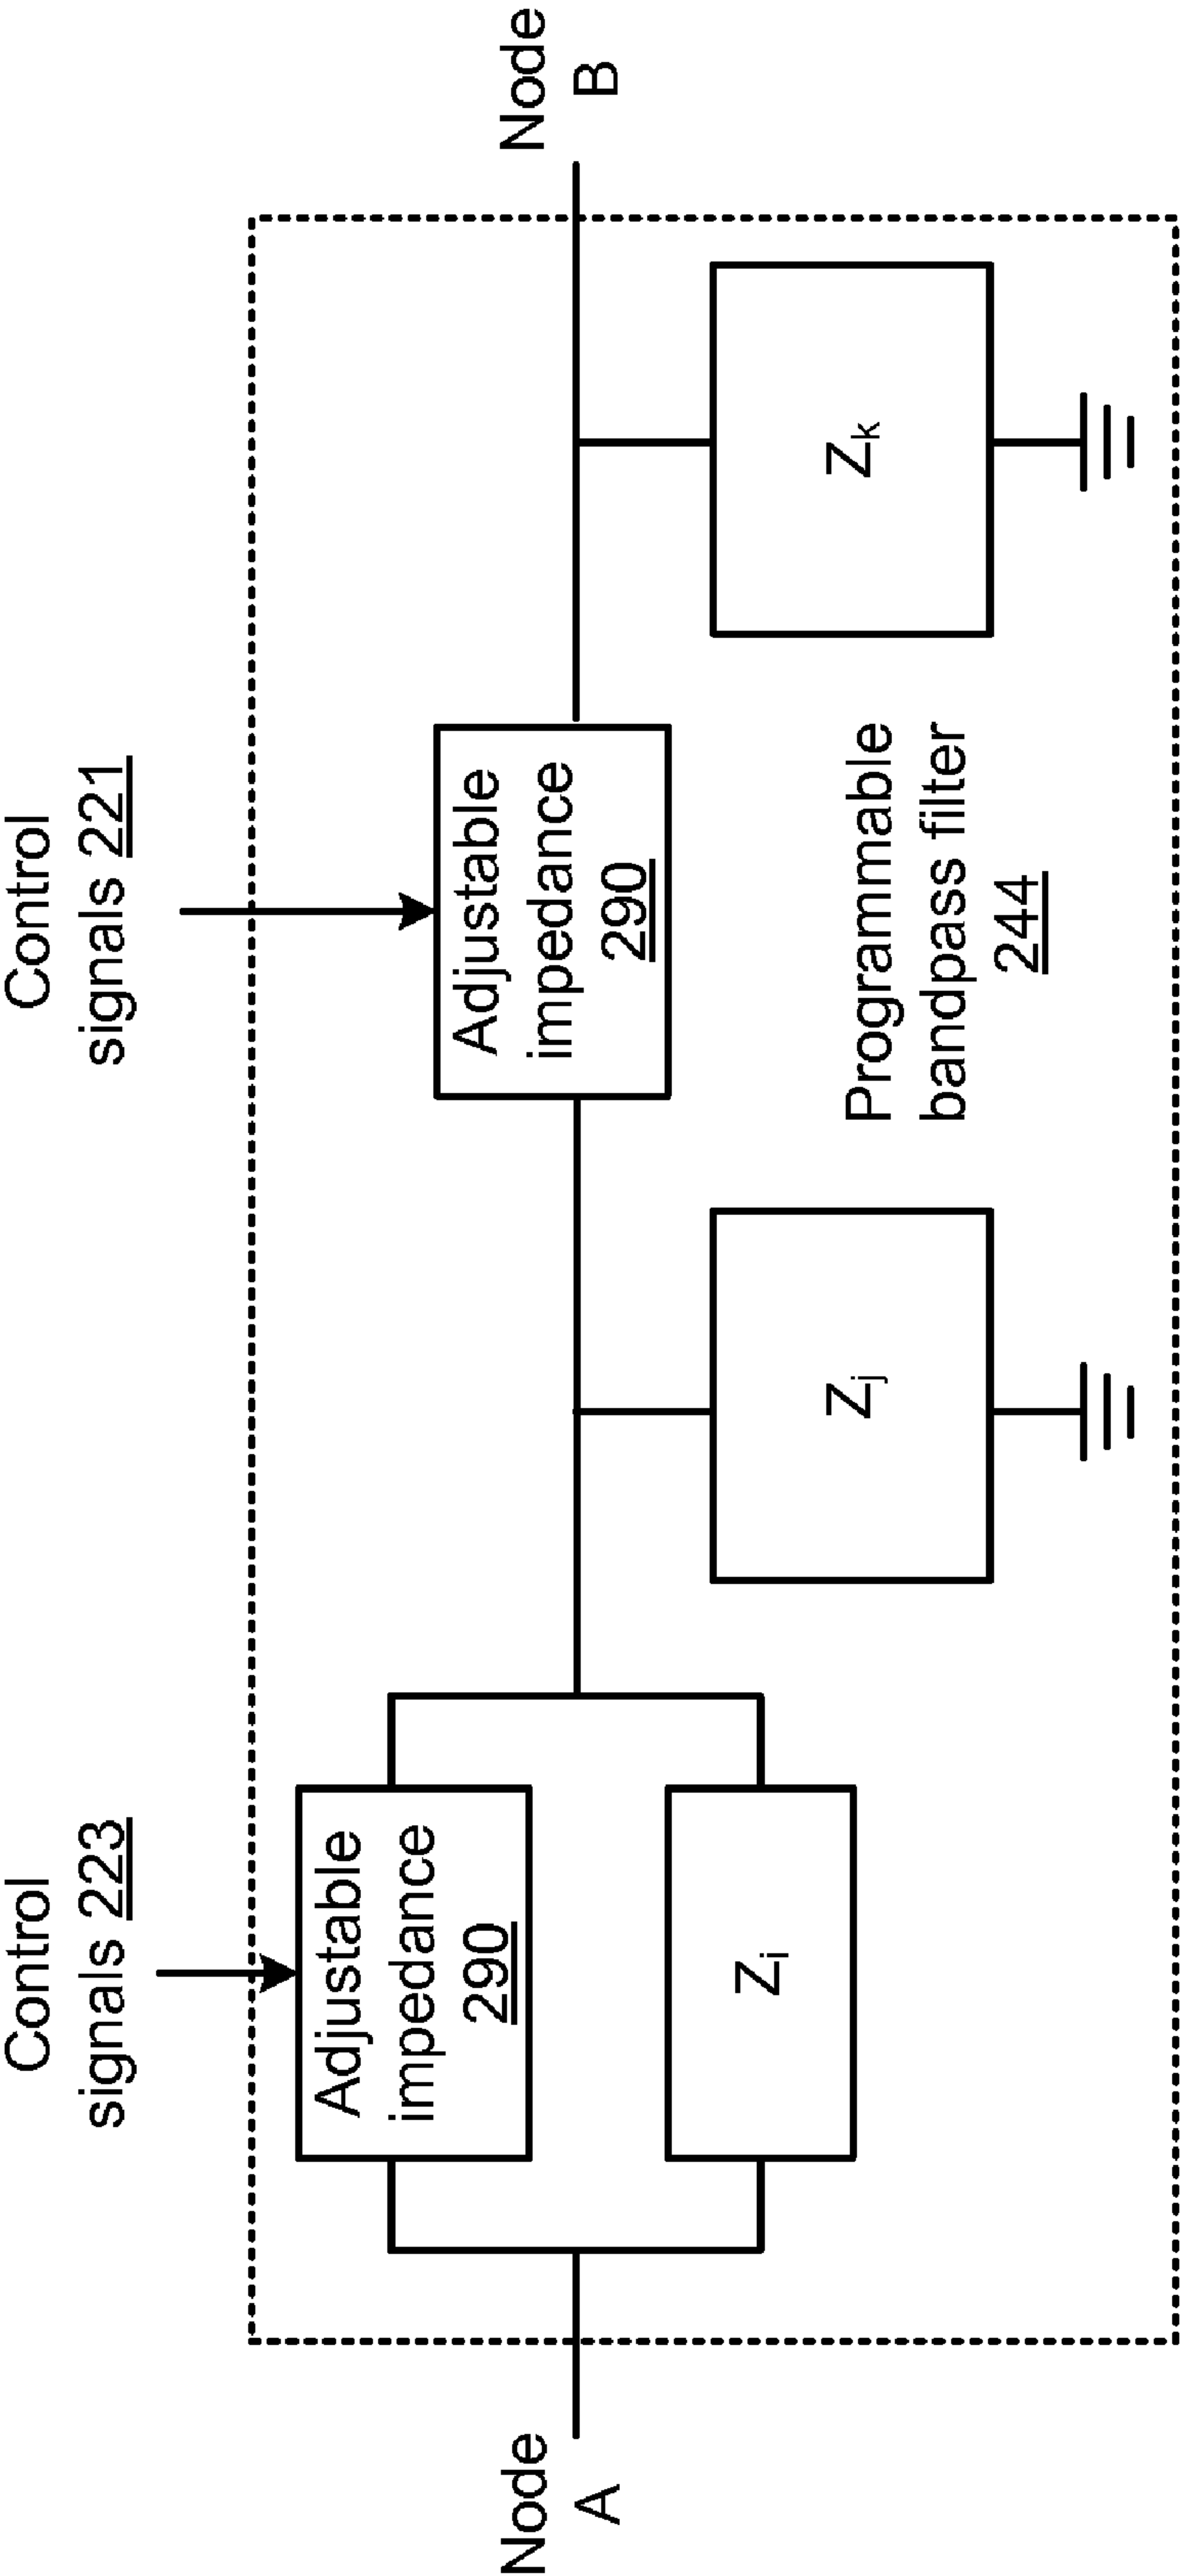 Control
signals 223
Control
signals 221
Adjustable
impedance
290
Adjustable
impedance
290
Node
A
Node
B
Zi
Zj
Zk
Programmable
bandpass filter
244